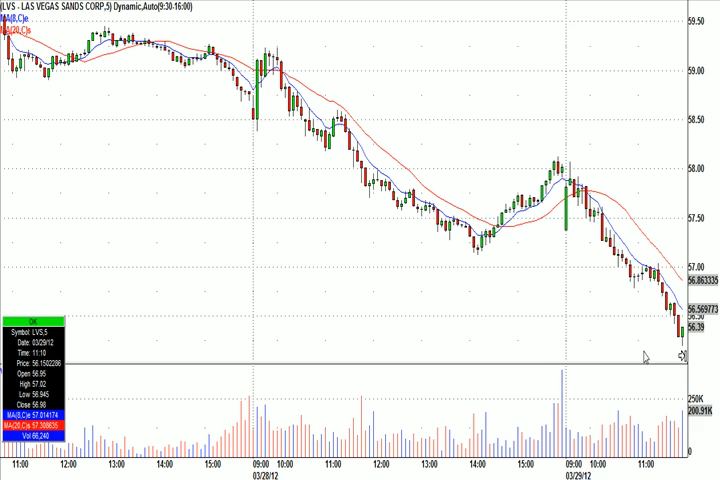 (LVS - LAS VEGAS SANDS CORP,5) Dynamic,Auto(9:30-16:00)
MA(8,C)e
MA(20,C)s
59.50
59.00
58.50
58.00
57.50
57.00
56.863335
56.569773
56.50
56.39
OK
Symbol: LVS,5
Date: 03/29/12
Time: 11:10
Price: 56.1502286
Open 56.95
High 57.02
Low 56.945
Close 56.98
MA(8,C)e 57.014174
MA(20,C)s 57.308635
Vol 66,240
250K
200.91K
0
11:00 12:00 13:00 14:00 15:00 09:00 10:00 11:00 12:00 13:00 14:00 15:00 09:00 10:00 11:00
03/28/12 03/29/12